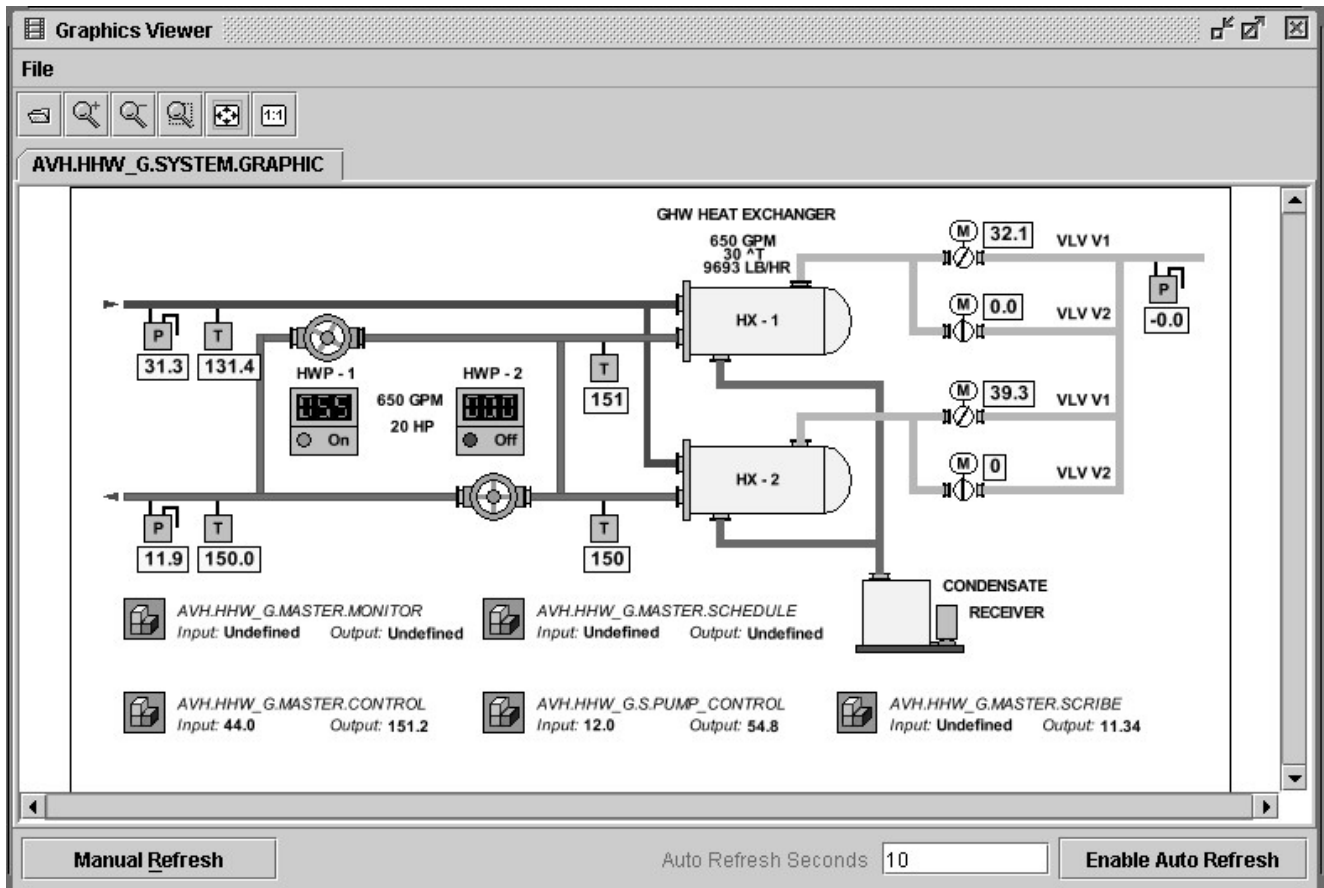 Graphics Viewer
File
1:1
AVH.HHW_G.SYSTEM.GRAPHIC
GHW HEAT EXCHANGER
650 GPM
30 ^T
9693 LB/HR
M 32.1 VLV V1
P
-0.0
M 0.0 VLV V2
HX - 1
P T
31.3 131.4
HWP - 1
055
On
650 GPM
20 HP
HWP - 2
000
Off
T
151
M 39.3 VLV V1
M 0 VLV V2
HX - 2
P T
11.9 150.0
T
150
CONDENSATE
RECEIVER
AVH.HHW_G.MASTER.MONITOR
Input: Undefined Output: Undefined
AVH.HHW_G.MASTER.SCHEDULE
Input: Undefined Output: Undefined
AVH.HHW_G.MASTER.CONTROL
Input: 44.0 Output: 151.2
AVH.HHW_G.S.PUMP_CONTROL
Input: 12.0 Output: 54.8
AVH.HHW_G.MASTER.SCRIBE
Input: Undefined Output: 11.34
Manual Refresh
Auto Refresh Seconds 10
Enable Auto Refresh